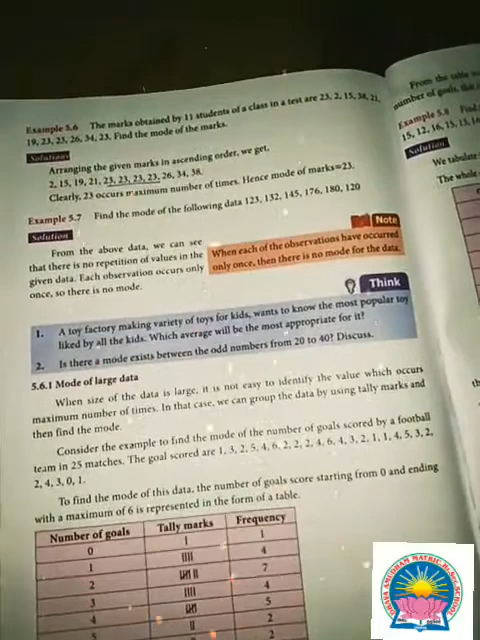 Example 5.6 The marks obtained by 11 students of a class in a test are 23, 2, 15, 38, 21,
19, 23, 23, 26, 34, 23. Find the mode of the marks.
Solution
Arranging the given marks in ascending order, we get,
2, 15, 19, 21, 23, 23, 23, 23, 26, 34, 38.
Clearly, 23 occurs maximum number of times. Hence mode of marks=23.
Example 5.7 Find the mode of the following data 123, 132, 145, 176, 180, 120
Solution
From the above data, we can see
that there is no repetition of values in the
given data. Each observation occurs only
once, so there is no mode.
Note
When each of the observations have occurred
only once, then there is no mode for the data.
Think
1. A toy factory making variety of toys for kids, wants to know the most popular toy
liked by all the kids. Which average will be the most appropriate for it?
2. Is there a mode exists between the odd numbers from 20 to 40? Discuss.
5.6.1 Mode of large data
When size of the data is large, it is not easy to identify the value which occurs
maximum number of times. In that case, we can group the data by using tally marks and
then find the mode.
Consider the example to find the mode of the number of goals scored by a football
team in 25 matches. The goal scored are 1, 3, 2, 5, 4, 6, 2, 2, 2, 4, 6, 4, 3, 2, 1, 1, 4, 5, 3, 2,
2, 4, 3, 0, 1.
To find the mode of this data, the number of goals score starting from 0 and ending
with a maximum of 6 is represented in the form of a table.
Number of goals Tally marks Frequency
0 | 1
1 |||| 4
2 7
3 |||| 4
4 5
5 || 2
2
From the table
number of goals, that
Example 5.8 Find
15, 12, 16, 15, 13, 16
Solution
We tabulate
The whole